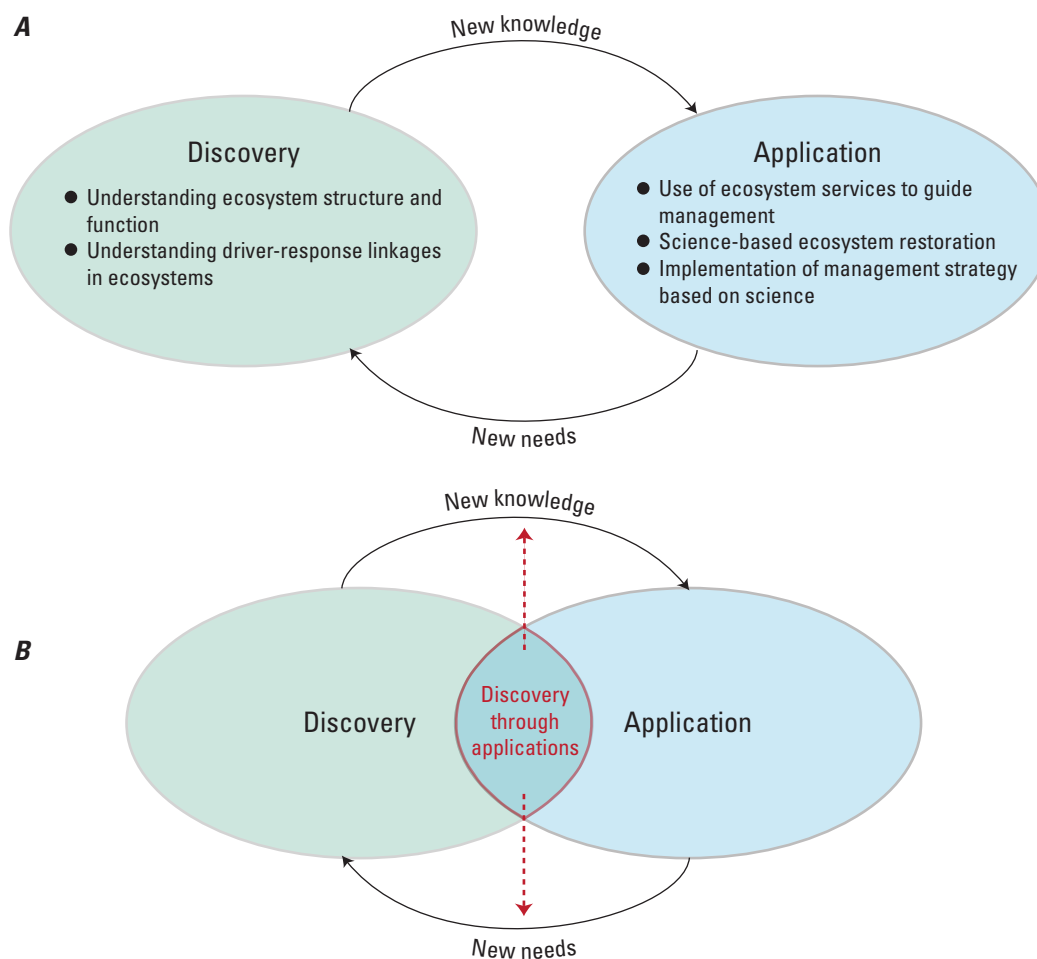 A
New knowledge
Discovery
● Understanding ecosystem structure and
function
● Understanding driver-response linkages
in ecosystems
Application
● Use of ecosystem services to guide
management
● Science-based ecosystem restoration
● Implementation of management strategy
based on science
New needs
B
New knowledge
Discovery
Discovery
through
applications
Application
New needs